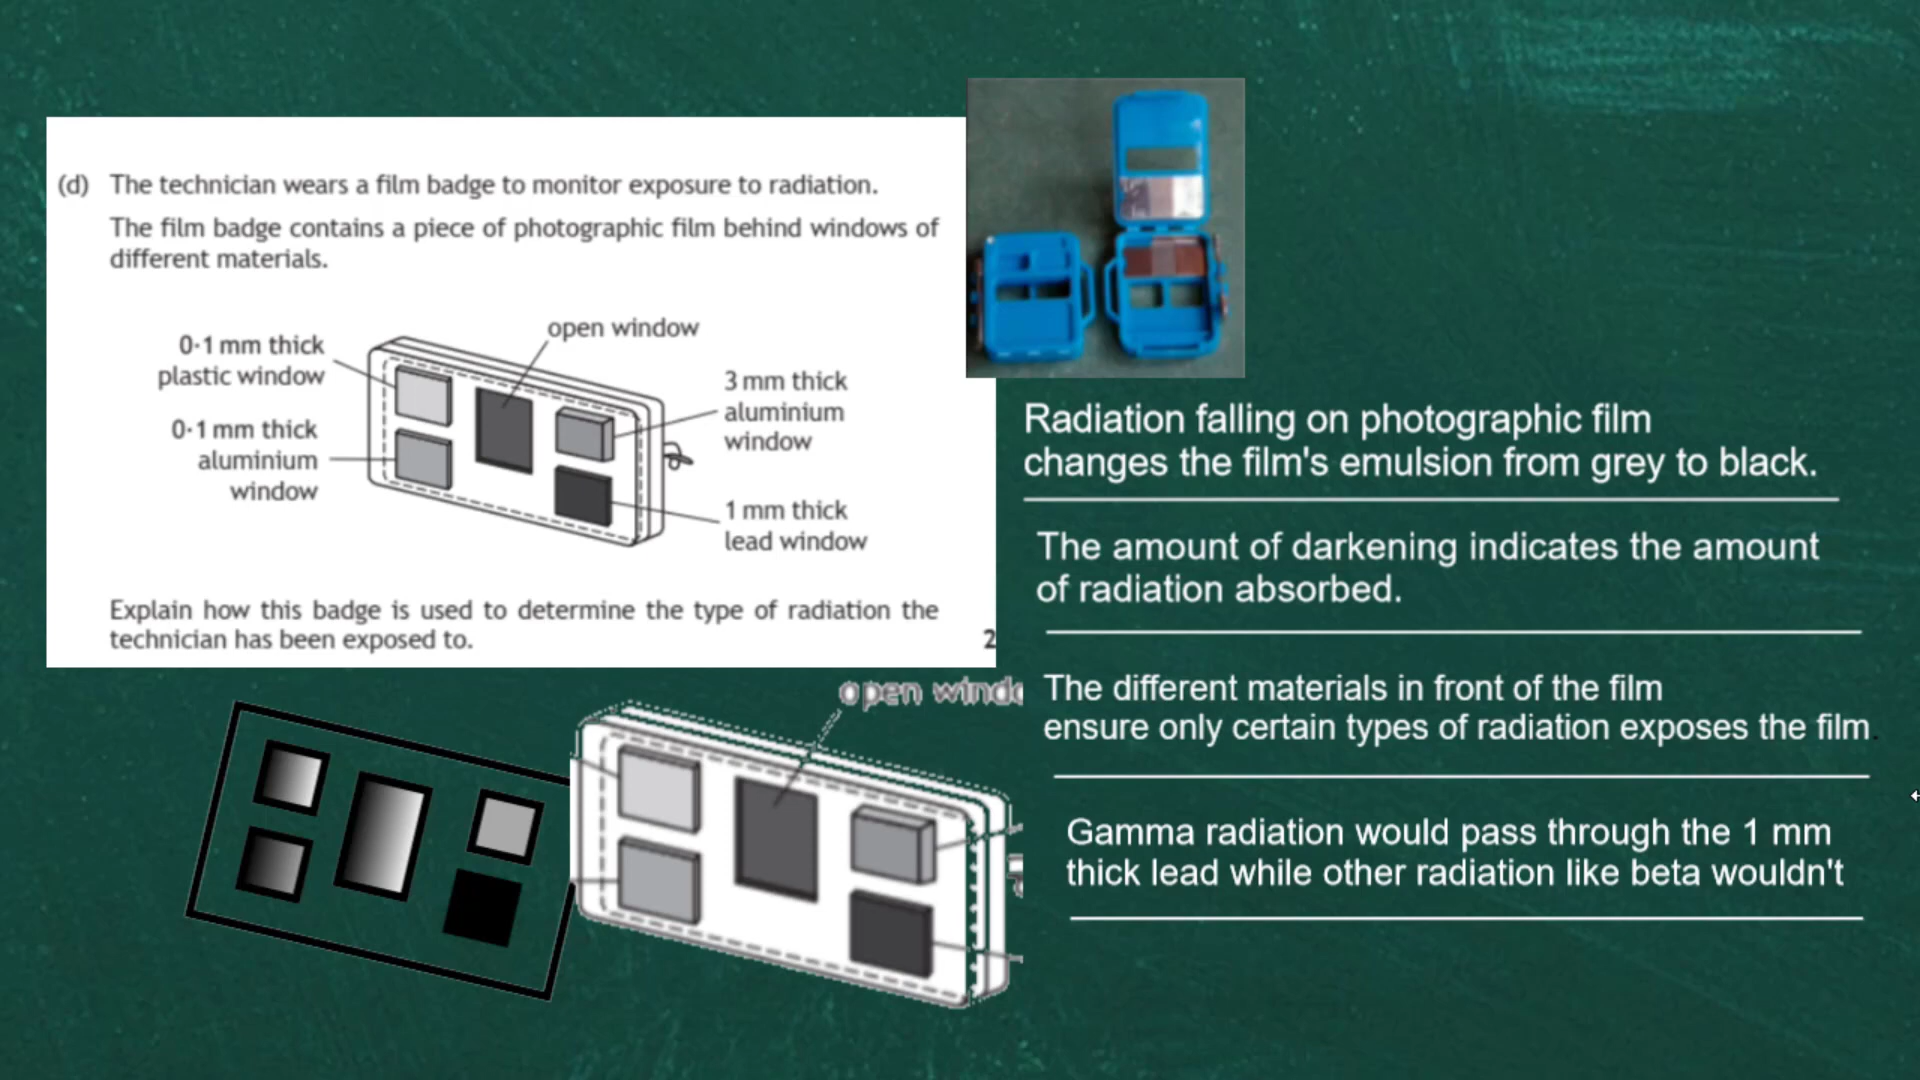 (d) The technician wears a film badge to monitor exposure to radiation.
The film badge contains a piece of photographic film behind windows of
different materials.
open window
0·1 mm thick
plastic window
3 mm thick
aluminium
window
0·1 mm thick
aluminium
window
1 mm thick
lead window
Explain how this badge is used to determine the type of radiation the
technician has been exposed to.
2
Radiation falling on photographic film
changes the film's emulsion from grey to black.
The amount of darkening indicates the amount
of radiation absorbed.
The different materials in front of the film
ensure only certain types of radiation exposes the film.
Gamma radiation would pass through the 1 mm
thick lead while other radiation like beta wouldn't
open windo